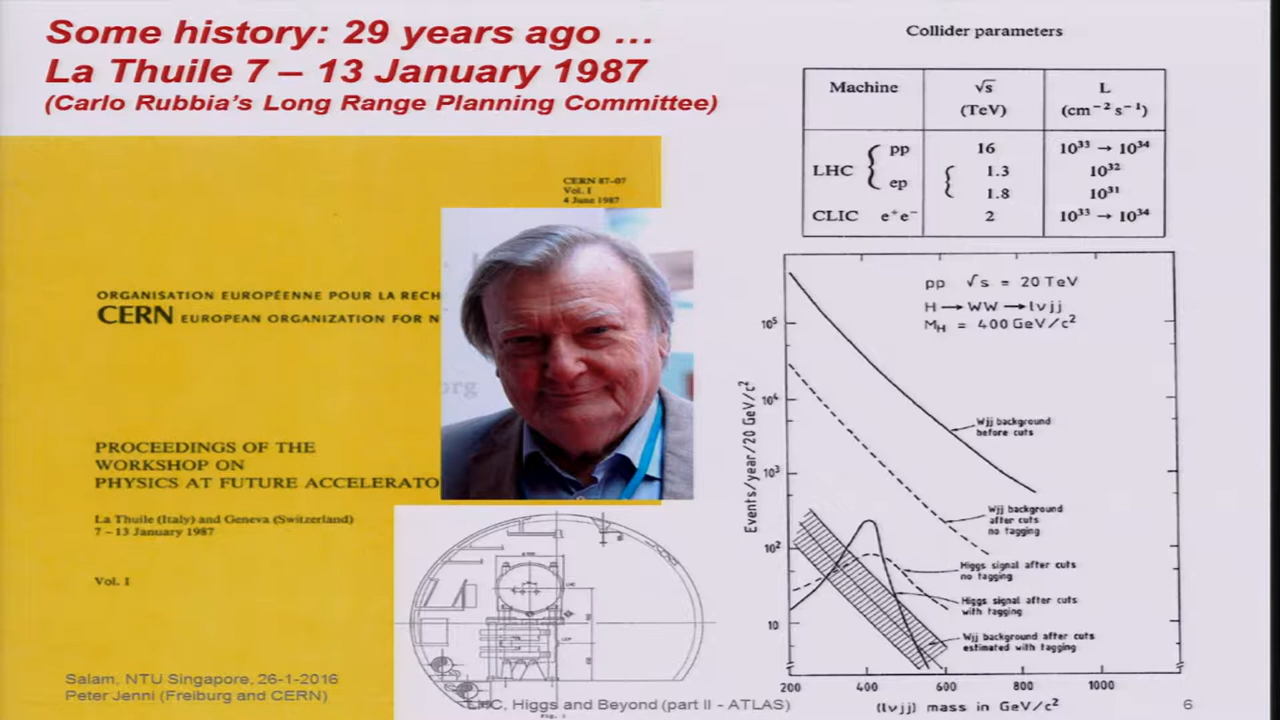 Some history: 29 years ago …
La Thuile 7 – 13 January 1987
(Carlo Rubbia's Long Range Planning Committee)
CERN 87-07
Vol. I
4 June 1987
ORGANISATION EUROPÉENNE POUR LA RECH
CERN EUROPEAN ORGANIZATION FOR N
org
PROCEEDINGS OF THE
WORKSHOP ON
PHYSICS AT FUTURE ACCELERATO
La Thuile (Italy) and Geneva (Switzerland)
7 – 13 January 1987
Vol. I
Salam, NTU Singapore, 26-1-2016
Peter Jenni (Freiburg and CERN)
LHC, Higgs and Beyond (part II - ATLAS)
6
Collider parameters
Machine √s L
(TeV) (cm⁻² s⁻¹)
pp 16 10³³ → 10³⁴
LHC 1.3 10³²
ep 1.8 10³¹
CLIC e⁺e⁻ 2 10³³ → 10³⁴
pp √s = 20 TeV
H → WW → lνjj
M_H = 400 GeV/c²
Events/year/20 GeV/c²
10⁵
10⁴
10³
10²
10
Wjj background
before cuts
Wjj background
after cuts
no tagging
Higgs signal after cuts
no tagging
Higgs signal after cuts
with tagging
Wjj background after cuts
estimated with tagging
200 400 600 800 1000
(lνjj) mass in GeV/c²